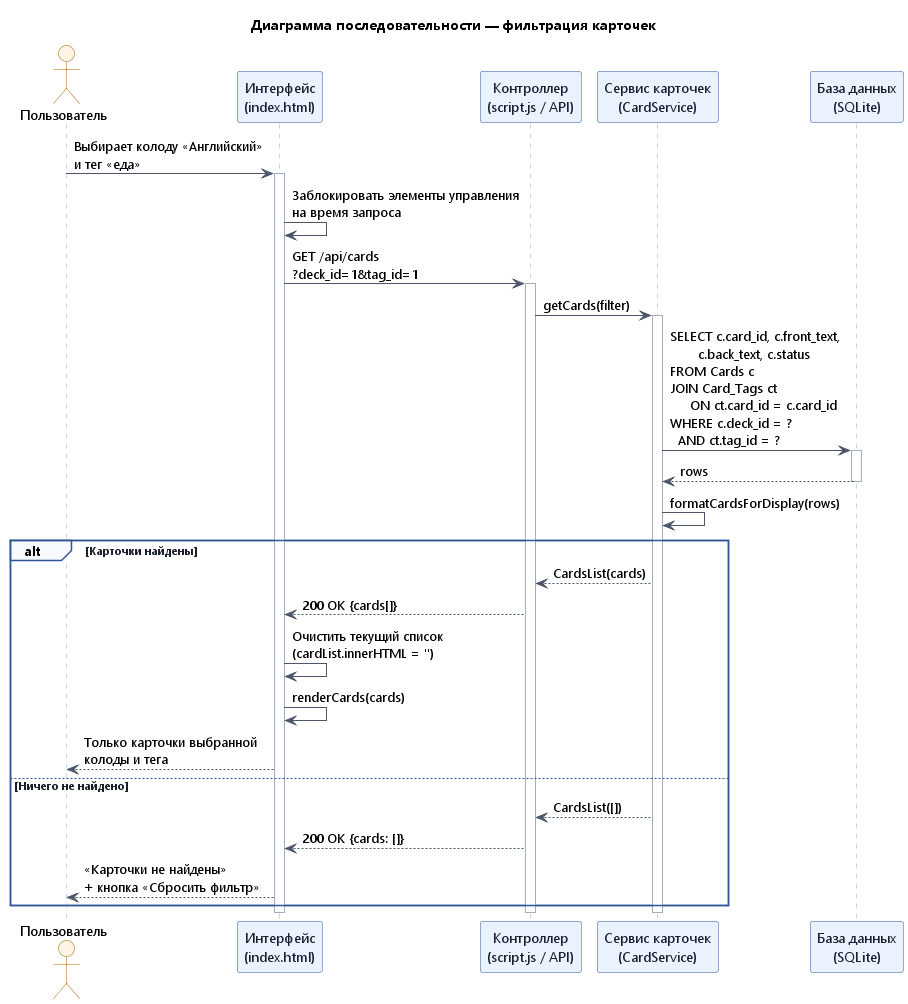 Диаграмма последовательности — фильтрация карточек
Пользователь
Интерфейс
(index.html)
Контроллер
(script.js / API)
Сервис карточек
(CardService)
База данных
(SQLite)
Выбирает колоду «Английский»
и тег «еда»
Заблокировать элементы управления
на время запроса
GET /api/cards
?deck_id=1&tag_id=1
getCards(filter)
SELECT c.card_id, c.front_text,
c.back_text, c.status
FROM Cards c
JOIN Card_Tags ct
ON ct.card_id = c.card_id
WHERE c.deck_id = ?
AND ct.tag_id = ?
rows
formatCardsForDisplay(rows)
alt [Карточки найдены]
CardsList(cards)
200 OK {cards[]}
Очистить текущий список
(cardList.innerHTML = '')
renderCards(cards)
Только карточки выбранной
колоды и тега
[Ничего не найдено]
CardsList([])
200 OK {cards: []}
«Карточки не найдены»
+ кнопка «Сбросить фильтр»
Пользователь
Интерфейс
(index.html)
Контроллер
(script.js / API)
Сервис карточек
(CardService)
База данных
(SQLite)